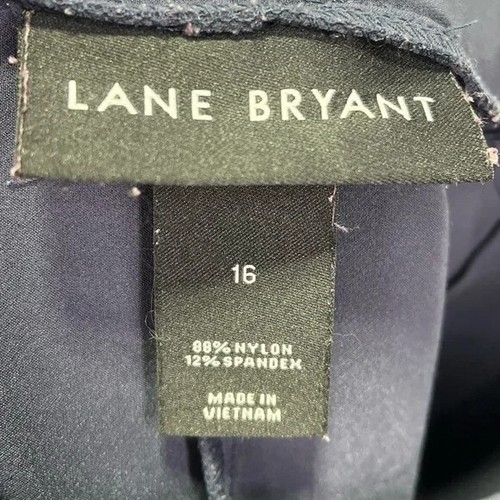 LANE BRYANT
16
88% NYLON
12% SPANDEX
MADE IN
VIETNAM